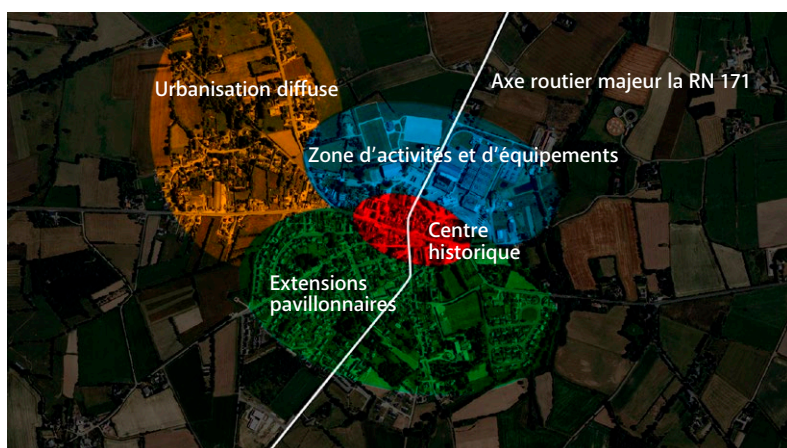 Urbanisation diffuse
Axe routier majeur la RN 171
Zone d'activités et d'équipements
Centre
historique
Extensions
pavillonnaires